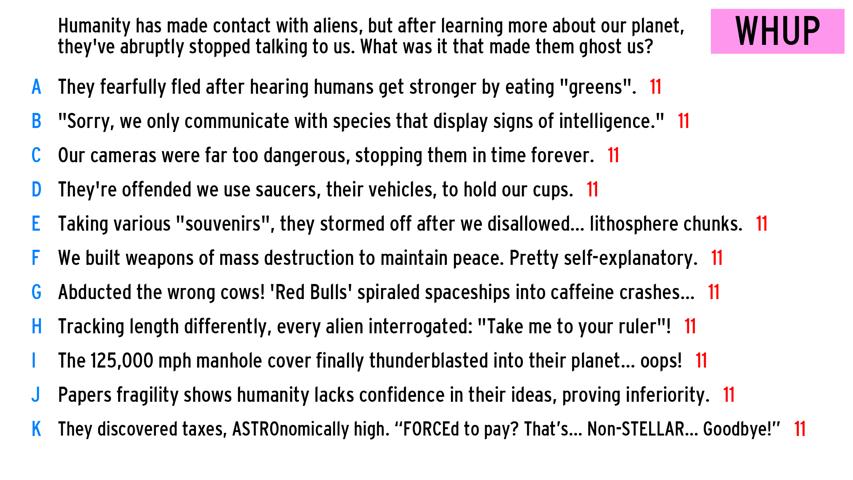 Humanity has made contact with aliens, but after learning more about our planet,
they've abruptly stopped talking to us. What was it that made them ghost us?
WHUP
A They fearfully fled after hearing humans get stronger by eating "greens". 11
B "Sorry, we only communicate with species that display signs of intelligence." 11
C Our cameras were far too dangerous, stopping them in time forever. 11
D They're offended we use saucers, their vehicles, to hold our cups. 11
E Taking various "souvenirs", they stormed off after we disallowed... lithosphere chunks. 11
F We built weapons of mass destruction to maintain peace. Pretty self-explanatory. 11
G Abducted the wrong cows! 'Red Bulls' spiraled spaceships into caffeine crashes... 11
H Tracking length differently, every alien interrogated: "Take me to your ruler"! 11
I The 125,000 mph manhole cover finally thunderblasted into their planet... oops! 11
J Papers fragility shows humanity lacks confidence in their ideas, proving inferiority. 11
K They discovered taxes, ASTROnomically high. “FORCEd to pay? That’s... Non-STELLAR... Goodbye!” 11